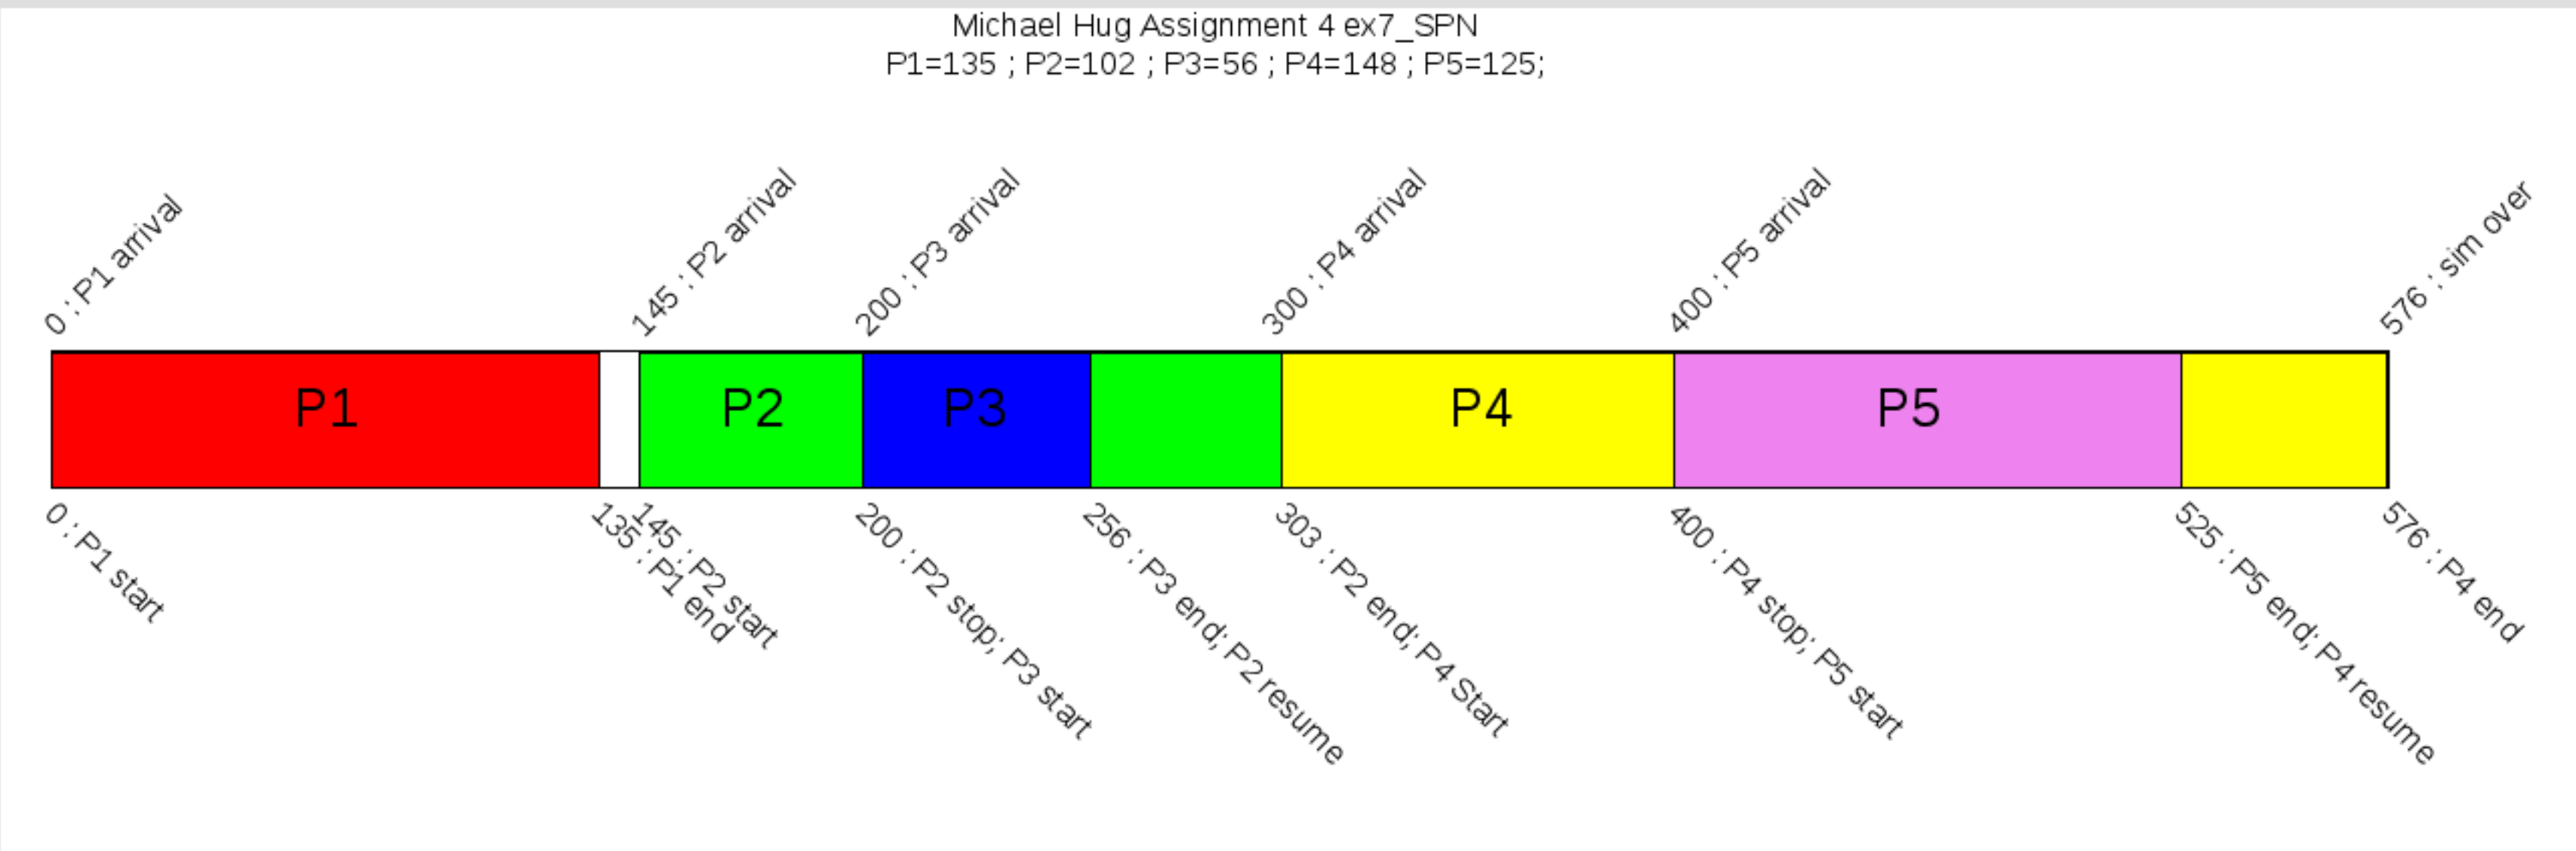 Michael Hug Assignment 4 ex7_SPN
P1=135 ; P2=102 ; P3=56 ; P4=148 ; P5=125;
0 ; P1 arrival
145 ; P2 arrival
200 ; P3 arrival
300 ; P4 arrival
400 ; P5 arrival
576 ; sim over
P1
P2
P3
P4
P5
0 ; P1 start
135 ; P1 end
145 ; P2 start
200 ; P2 stop; P3 start
256 ; P3 end; P2 resume
303 ; P2 end; P4 Start
400 ; P4 stop; P5 start
525 ; P5 end; P4 resume
576 ; P4 end